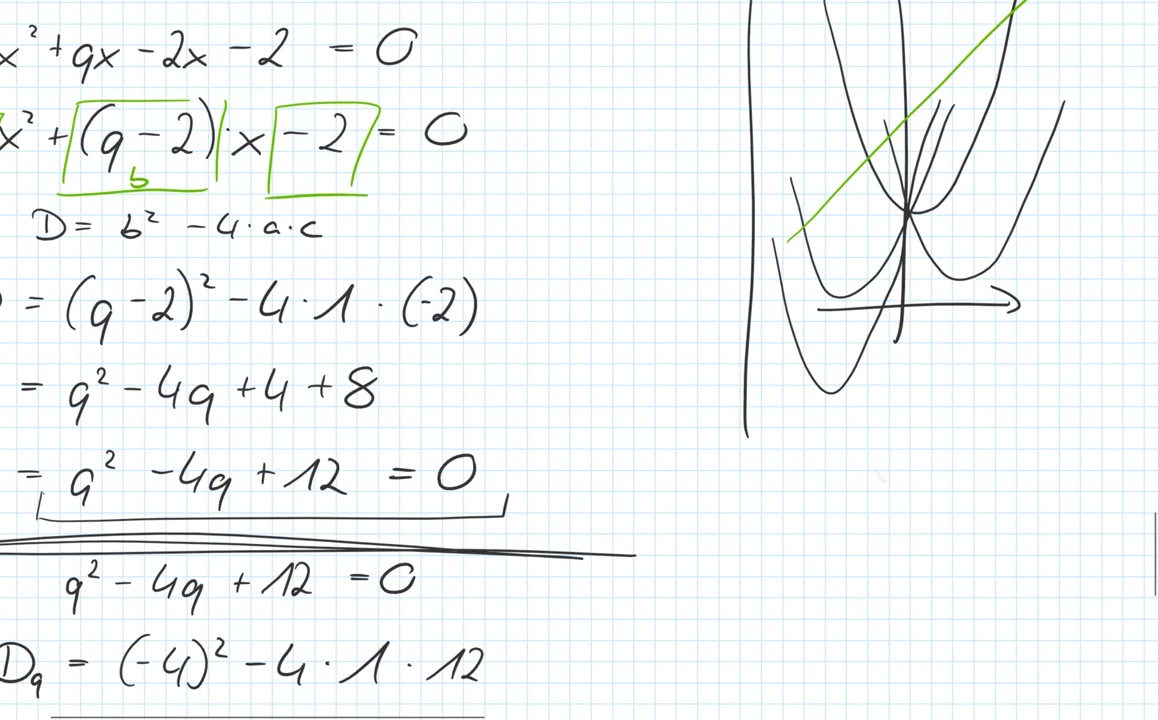 x² + qx - 2x - 2 = 0
x² + (q - 2) · x - 2 = 0
b
D = b² - 4 · a · c
= (q - 2)² - 4 · 1 · (-2)
= q² - 4q + 4 + 8
= q² - 4q + 12 = 0
q² - 4q + 12 = 0
Dq = (-4)² - 4 · 1 · 12